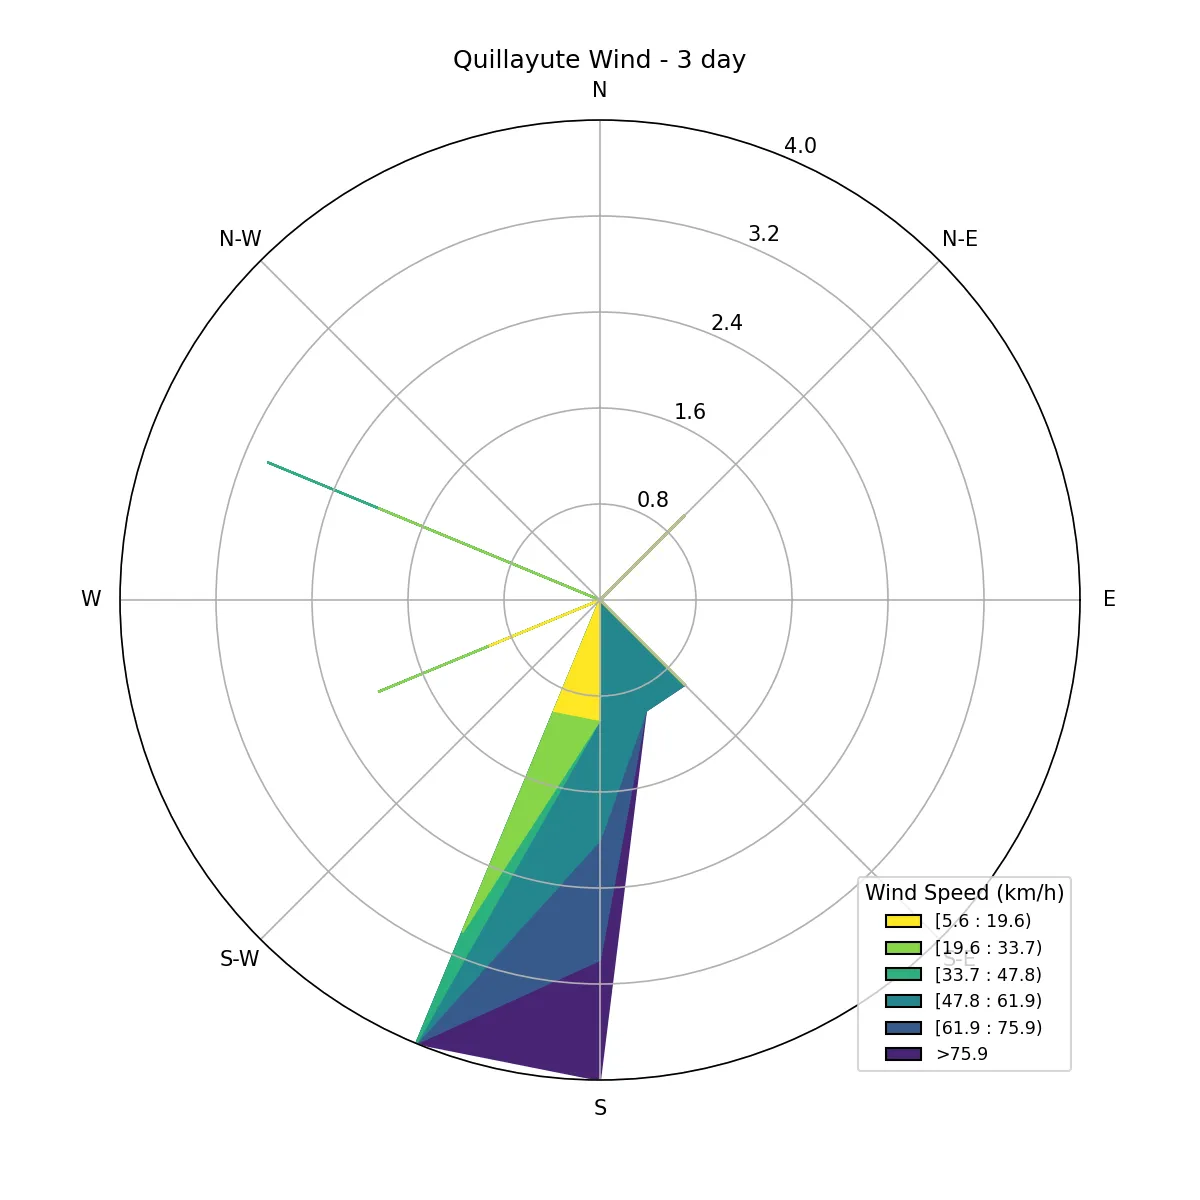 Quillayute Wind - 3 day
N
4.0
N-W
3.2
N-E
2.4
1.6
0.8
W
E
S-W
S-E
S
Wind Speed (km/h)
[5.6 : 19.6)
[19.6 : 33.7)
[33.7 : 47.8)
[47.8 : 61.9)
[61.9 : 75.9)
>75.9